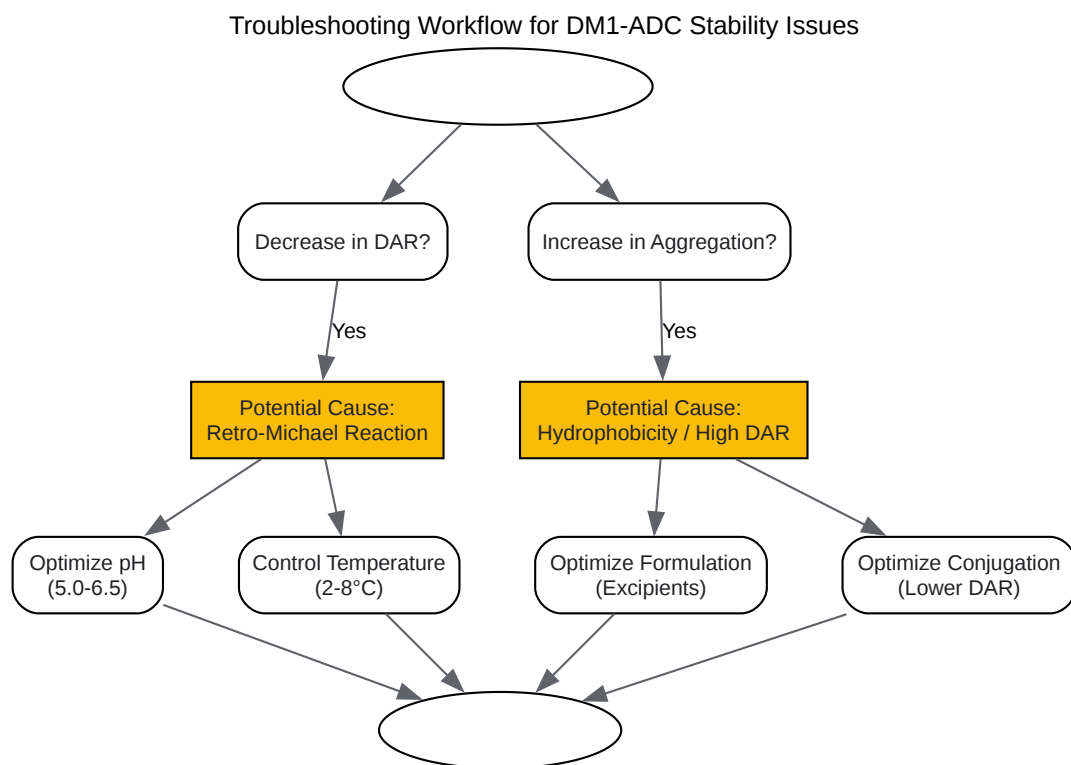 Troubleshooting Workflow for DM1-ADC Stability Issues
Decrease in DAR?
Increase in Aggregation?
Yes
Yes
Potential Cause:
Retro-Michael Reaction
Potential Cause:
Hydrophobicity / High DAR
Optimize pH
(5.0-6.5)
Control Temperature
(2-8°C)
Optimize Formulation
(Excipients)
Optimize Conjugation
(Lower DAR)